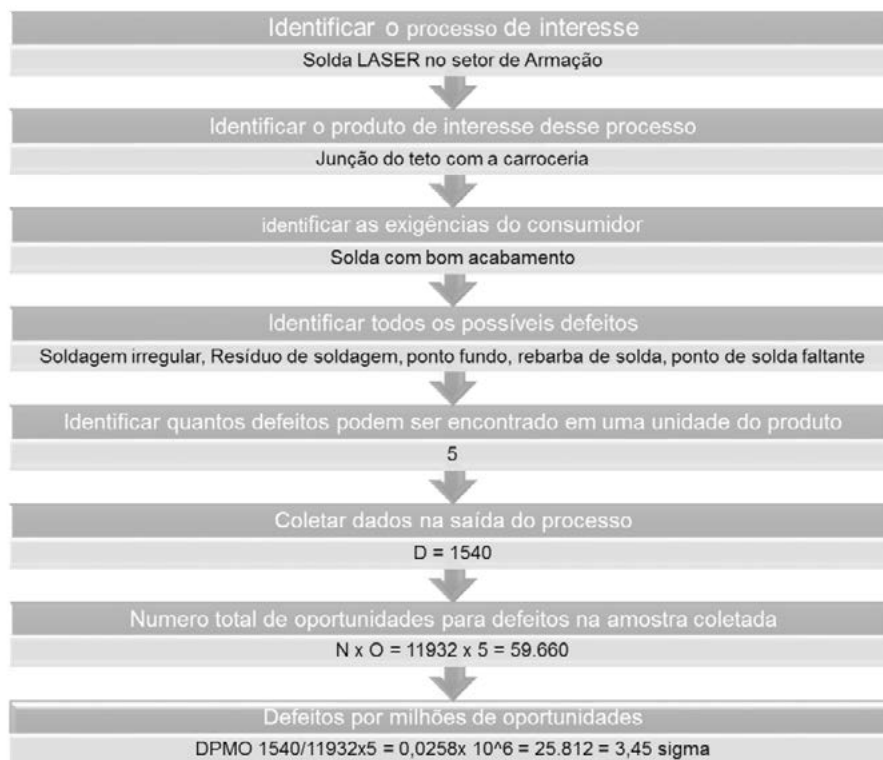 Identificar o processo de interesse
Solda LASER no setor de Armação
Identificar o produto de interesse desse processo
Junção do teto com a carroceria
identificar as exigências do consumidor
Solda com bom acabamento
Identificar todos os possíveis defeitos
Soldagem irregular, Resíduo de soldagem, ponto fundo, rebarba de solda, ponto de solda faltante
Identificar quantos defeitos podem ser encontrado em uma unidade do produto
5
Coletar dados na saída do processo
D = 1540
Numero total de oportunidades para defeitos na amostra coletada
N x O = 11932 x 5 = 59.660
Defeitos por milhões de oportunidades
DPMO 1540/11932x5 = 0,0258x 10^6 = 25.812 = 3,45 sigma